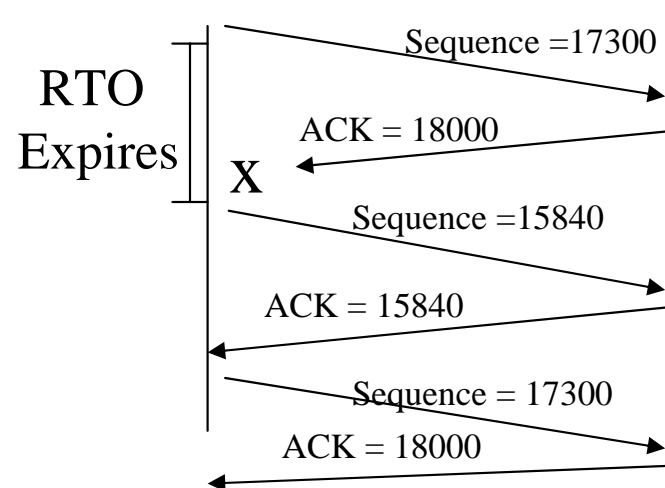 Sequence =17300
RTO
Expires
ACK = 18000
X
Sequence =15840
ACK = 15840
Sequence = 17300
ACK = 18000